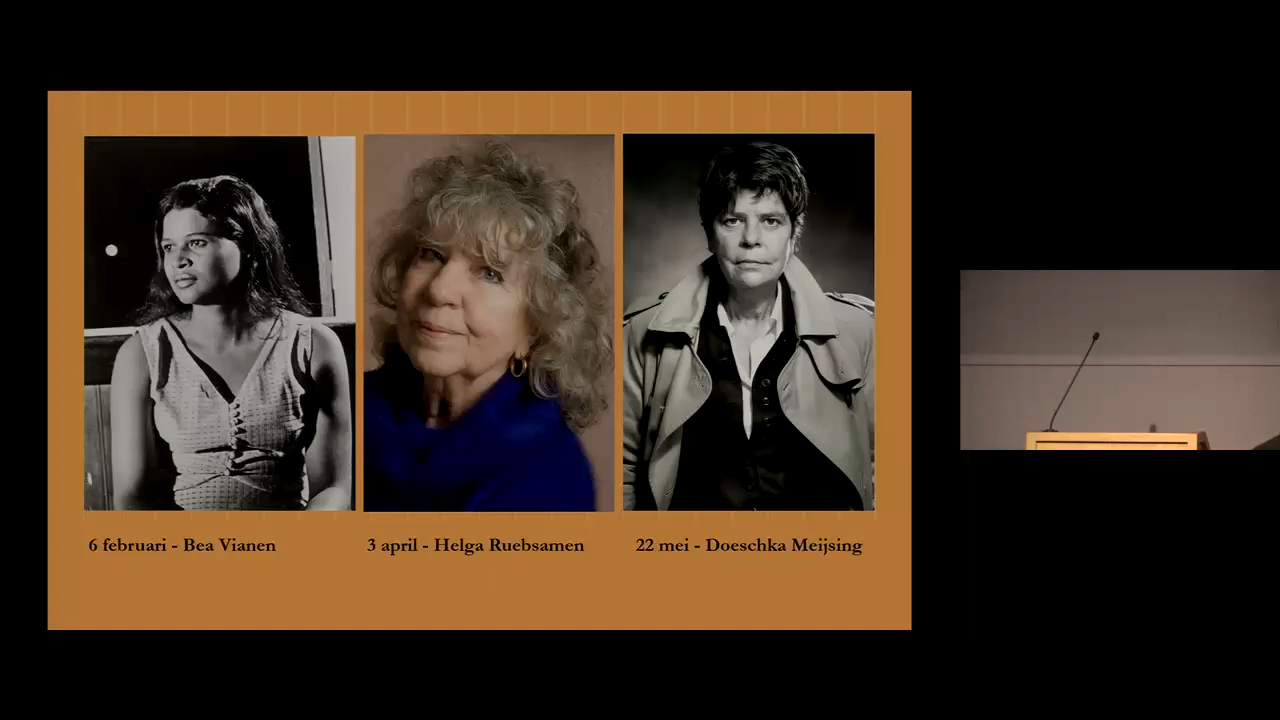 6 februari - Bea Vianen
3 april - Helga Ruebsamen
22 mei - Doeschka Meijsing